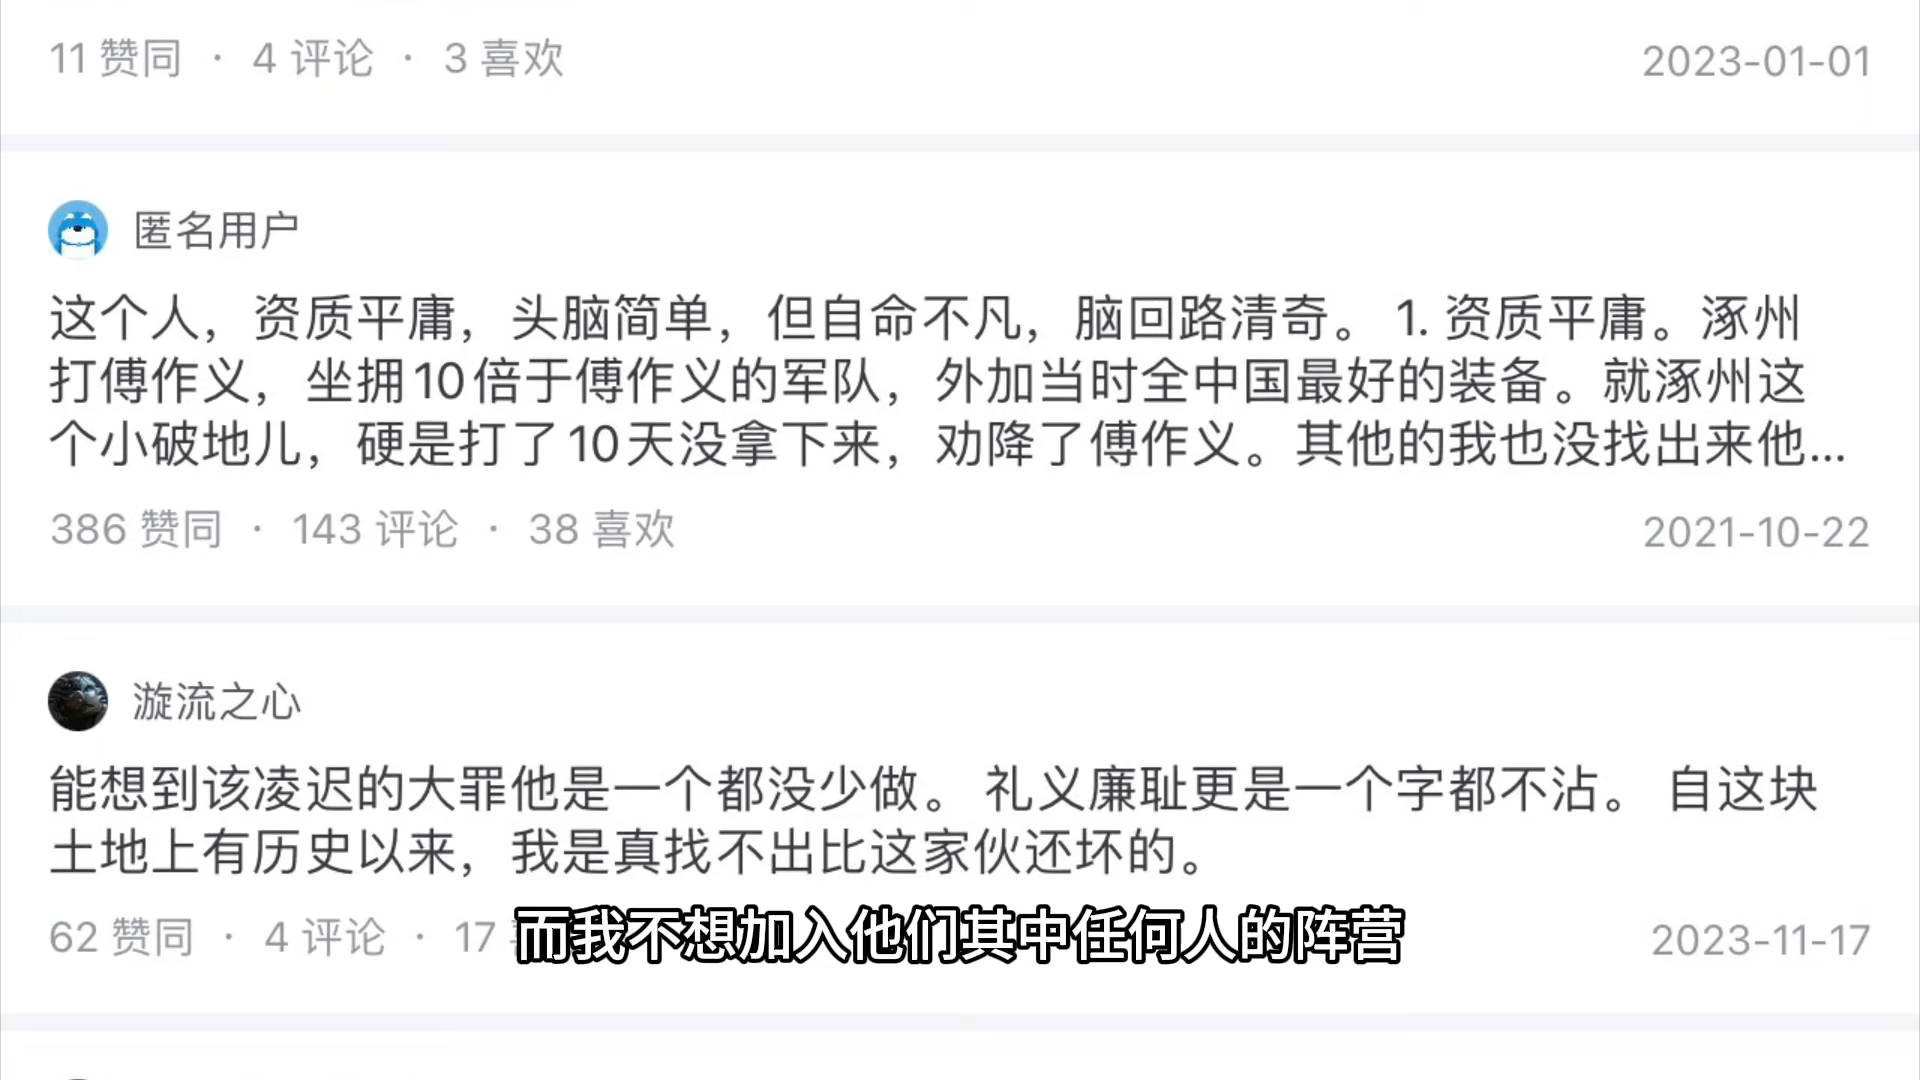 11 赞同 · 4 评论 · 3 喜欢 2023-01-01
匿名用户
这个人，资质平庸，头脑简单，但自命不凡，脑回路清奇。 1. 资质平庸。涿州
打傅作义，坐拥10倍于傅作义的军队，外加当时全中国最好的装备。就涿州这
个小破地儿，硬是打了10天没拿下来，劝降了傅作义。其他的我也没找出来他...
386 赞同 · 143 评论 · 38 喜欢 2021-10-22
漩流之心
能想到该凌迟的大罪他是一个都没少做。 礼义廉耻更是一个字都不沾。 自这块
土地上有历史以来，我是真找不出比这家伙还坏的。
62 赞同 · 4 评论 · 17 2023-11-17
而我不想加入他们其中任何人的阵营